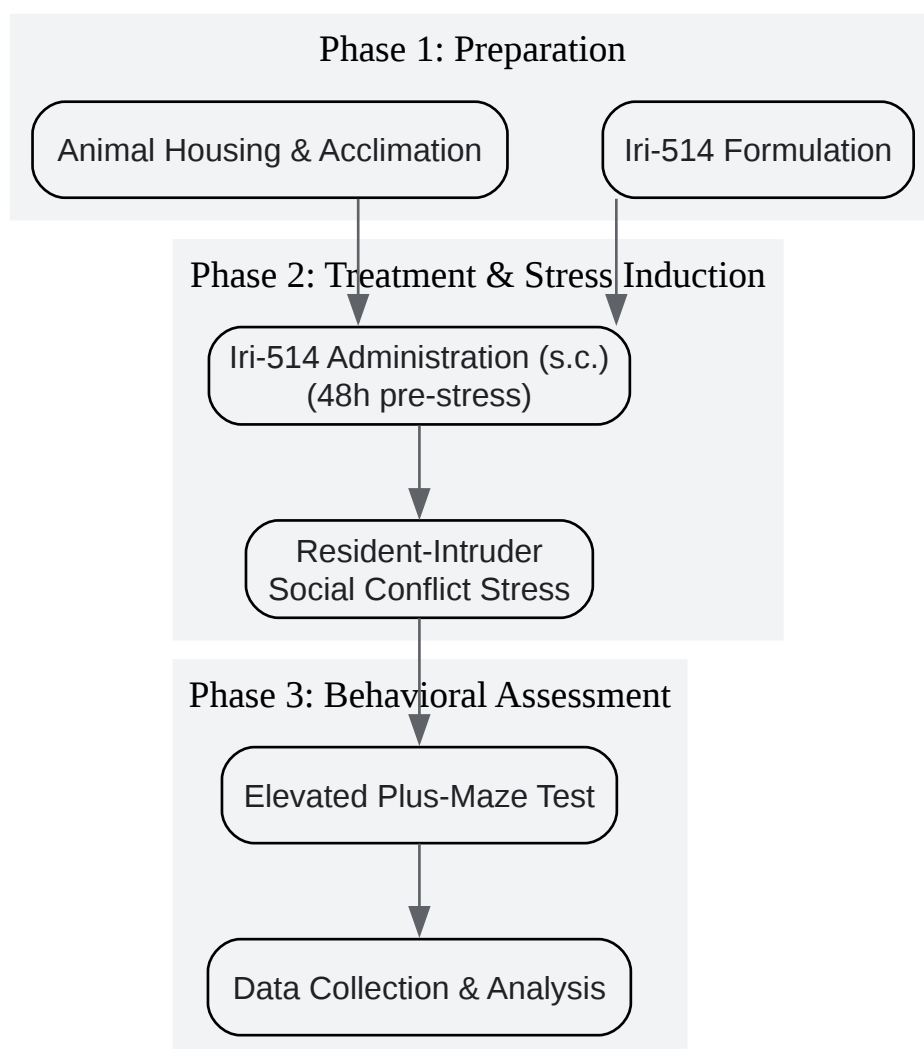 Phase 1: Preparation
Animal Housing & Acclimation
Iri-514 Formulation
Phase 2: Treatment & Stress Induction
Iri-514 Administration (s.c.)
(48h pre-stress)
Resident-Intruder
Social Conflict Stress
Phase 3: Behavioral Assessment
Elevated Plus-Maze Test
Data Collection & Analysis